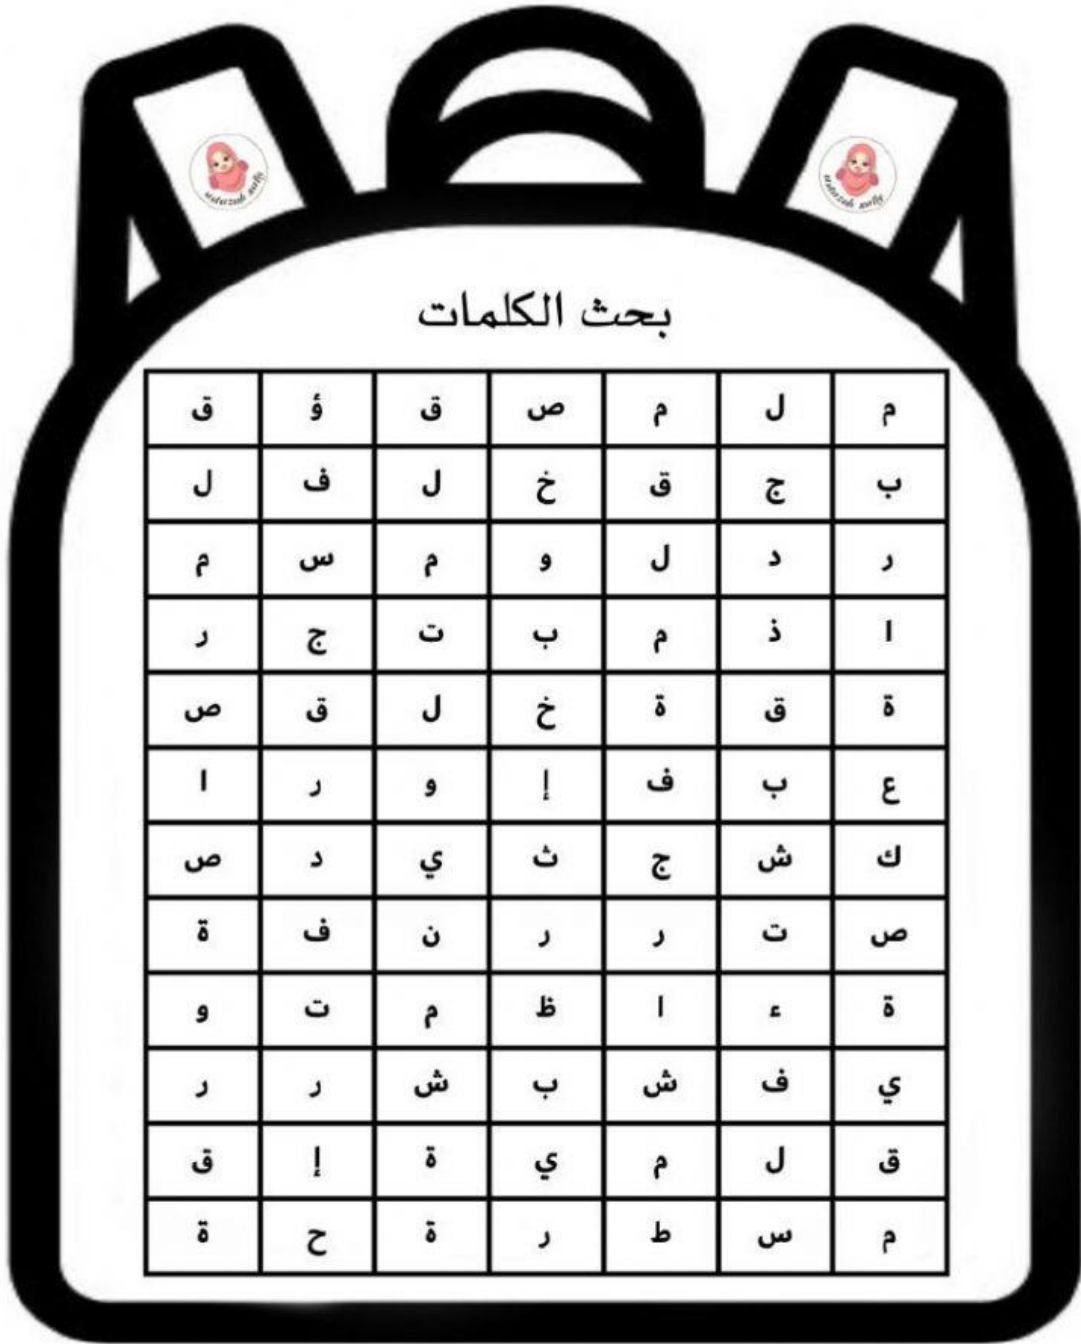 بحث الكلمات
م ل م ص ق ؤ ق
ب ج ق خ ل ف ل
ر د ل و م س م
ا ذ م ب ت ج ر
ة ق ة خ ل ق ص
ع ب ف إ و ر ا
ك ش ج ث ي د ص
ص ت ر ر ن ف ة
ة ء ا ظ م ت و
ي ف ش ب ش ر ر
ق ل م ي ة إ ق
م س ط ر ة ح ة